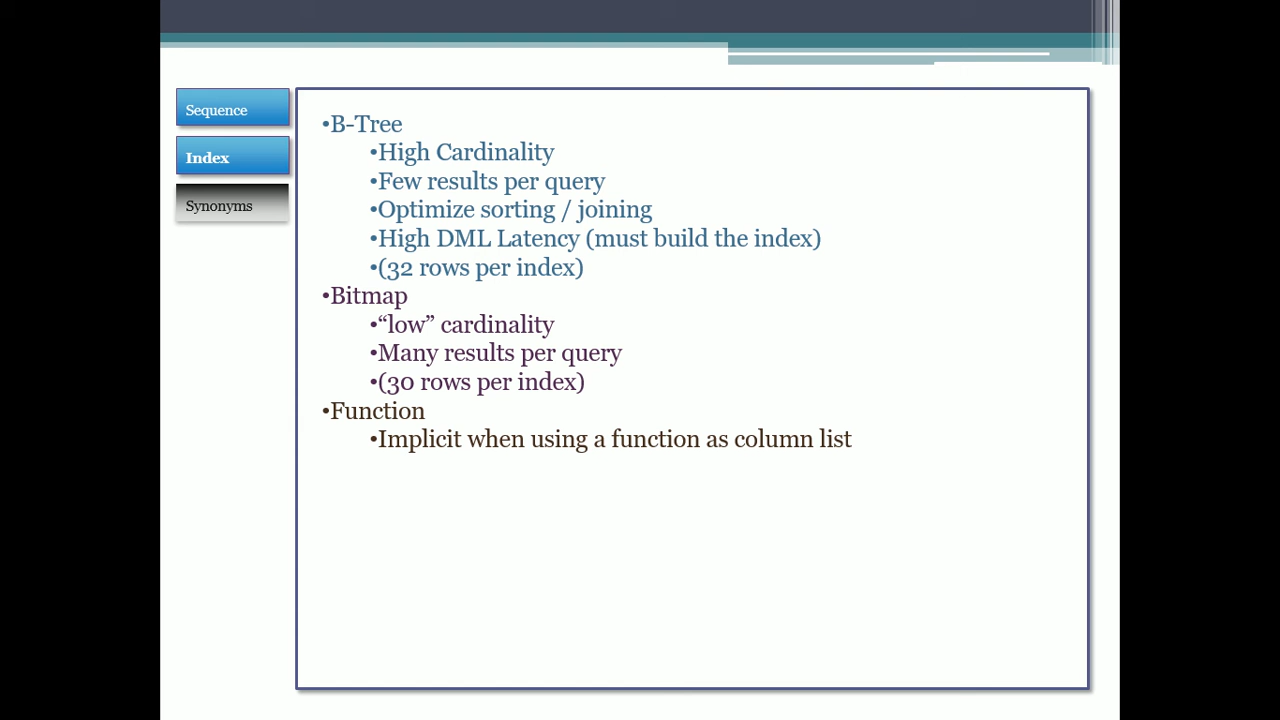 Sequence
Index
Synonyms
•B-Tree
•High Cardinality
•Few results per query
•Optimize sorting / joining
•High DML Latency (must build the index)
•(32 rows per index)
•Bitmap
•“low” cardinality
•Many results per query
•(30 rows per index)
•Function
•Implicit when using a function as column list